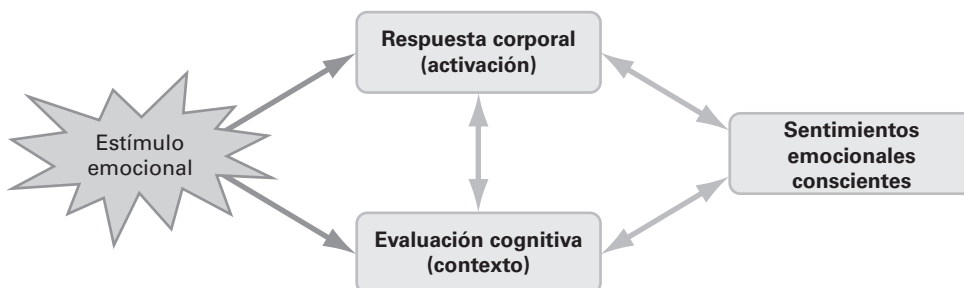 Respuesta corporal
(activación)
Estímulo
emocional
Sentimientos
emocionales
conscientes
Evaluación cognitiva
(contexto)